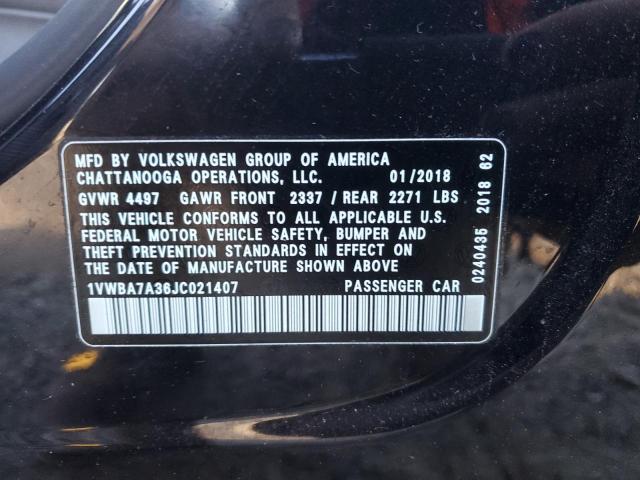 MFD BY VOLKSWAGEN GROUP OF AMERICA
CHATTANOOGA OPERATIONS, LLC. 01/2018
GVWR 4497 GAWR FRONT 2337 / REAR 2271 LBS
THIS VEHICLE CONFORMS TO ALL APPLICABLE U.S.
FEDERAL MOTOR VEHICLE SAFETY, BUMPER AND
THEFT PREVENTION STANDARDS IN EFFECT ON
THE DATE OF MANUFACTURE SHOWN ABOVE
1VWBA7A36JC021407 PASSENGER CAR
0240435 2018 62